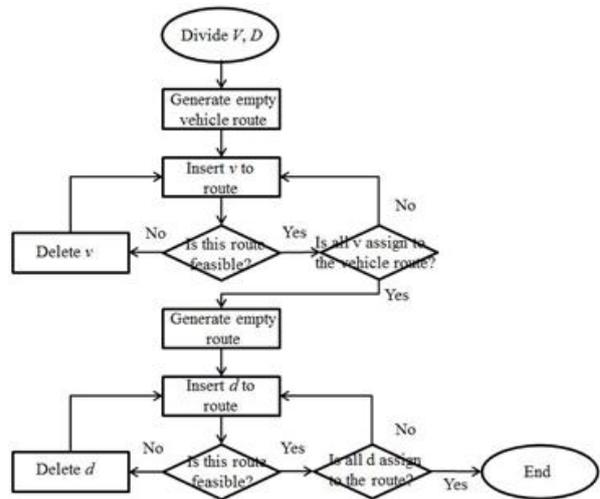 Divide V, D
Generate empty
vehicle route
Insert v to
route
No
Delete v
No
Is this route
feasible?
Yes
Is all v assign to
the vehicle route?
Yes
Generate empty
route
Insert d to
route
No
Delete d
No
Is this route
feasible?
Yes
Is all d assign
to the route?
Yes
End